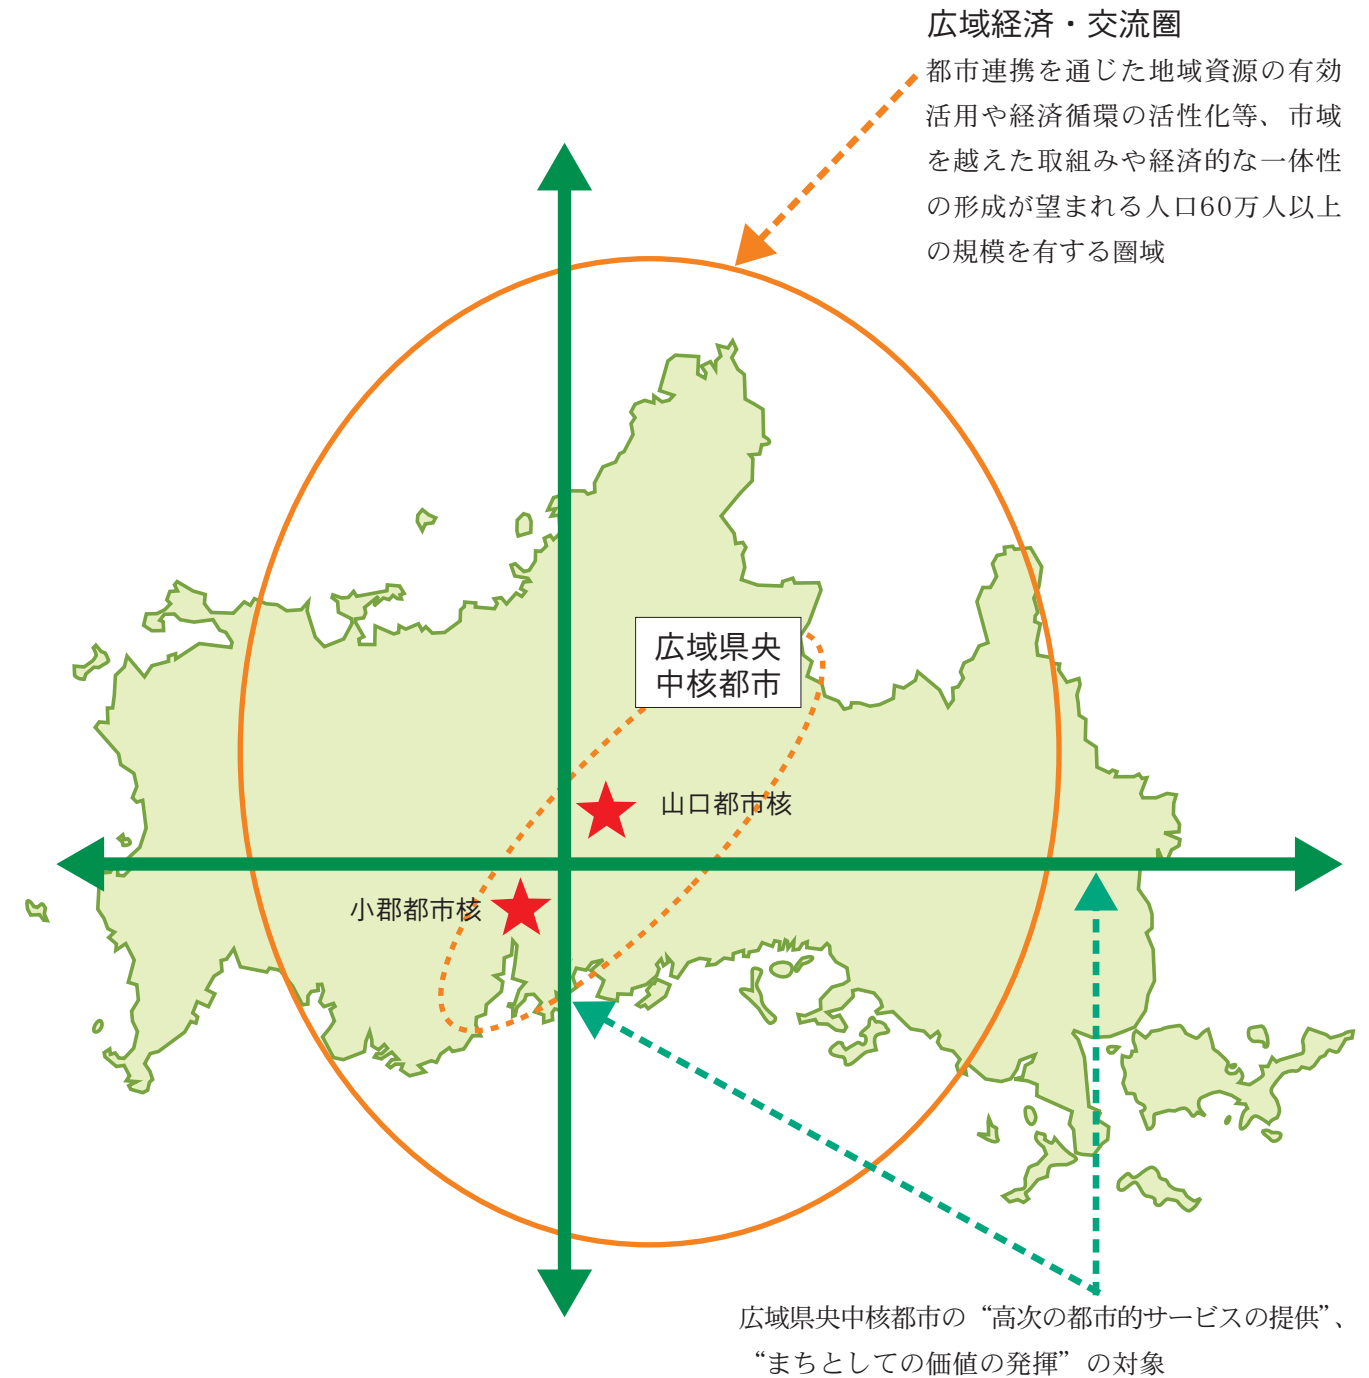 広域経済・交流圏
都市連携を通じた地域資源の有効
活用や経済循環の活性化等、市域
を越えた取組みや経済的な一体性
の形成が望まれる人口60万人以上
の規模を有する圏域
広域県央
中核都市
山口都市核
小郡都市核
広域県央中核都市の“高次の都市的サービスの提供”、
“まちとしての価値の発揮”の対象